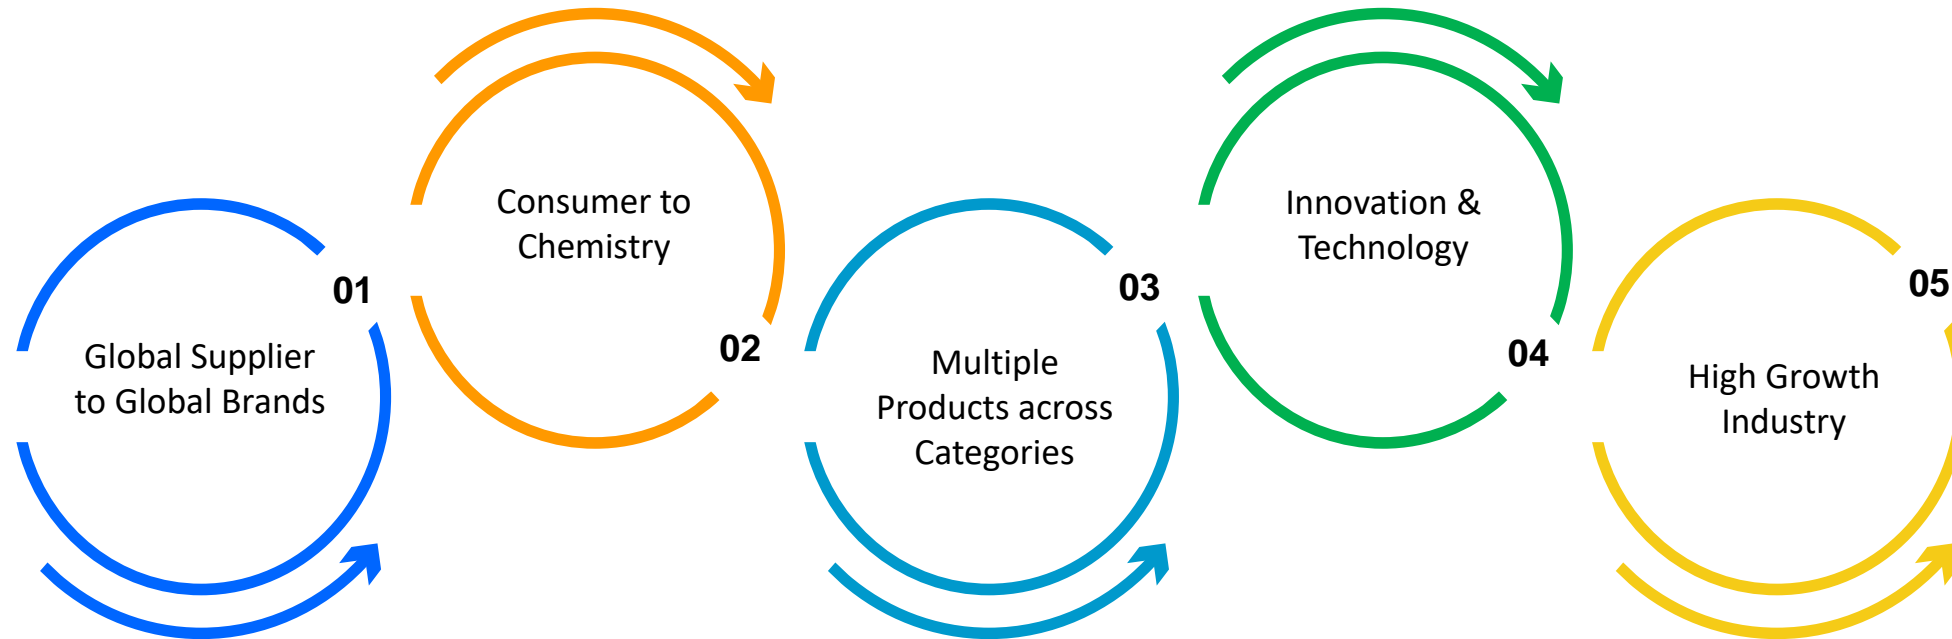 01
Global Supplier
to Global Brands
02
Consumer to
Chemistry
03
Multiple
Products across
Categories
04
Innovation &
Technology
05
High Growth
Industry